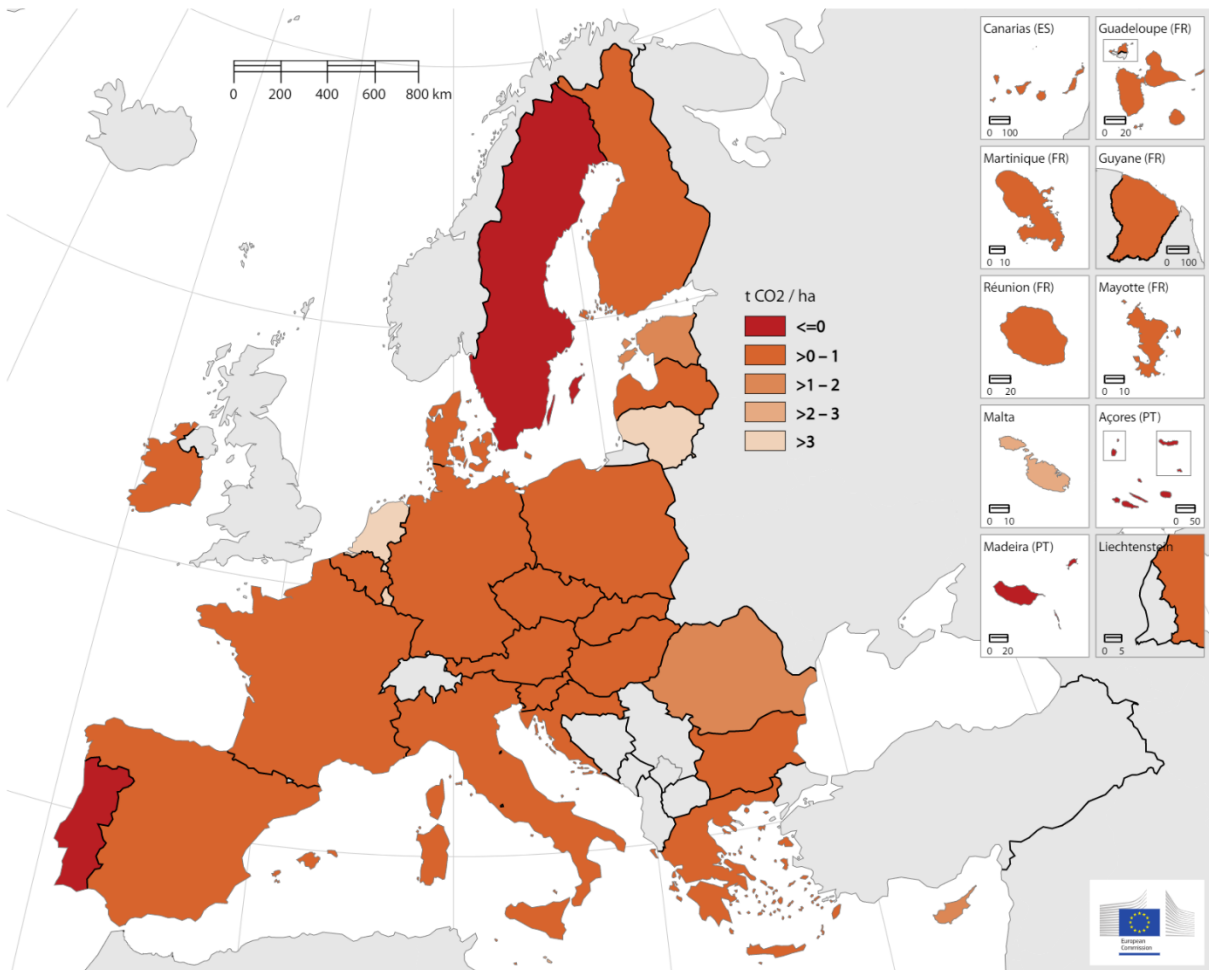 0 200 400 600 800 km
t CO2 / ha
<=0
>0 – 1
>1 – 2
>2 – 3
>3
Canarias (ES)
0 100
Guadeloupe (FR)
0 20
Martinique (FR)
0 10
Guyane (FR)
0 100
Réunion (FR)
0 20
Mayotte (FR)
0 10
Malta
0 10
Açores (PT)
0 50
Madeira (PT)
0 20
Liechtenstein
0 5
European
Commission